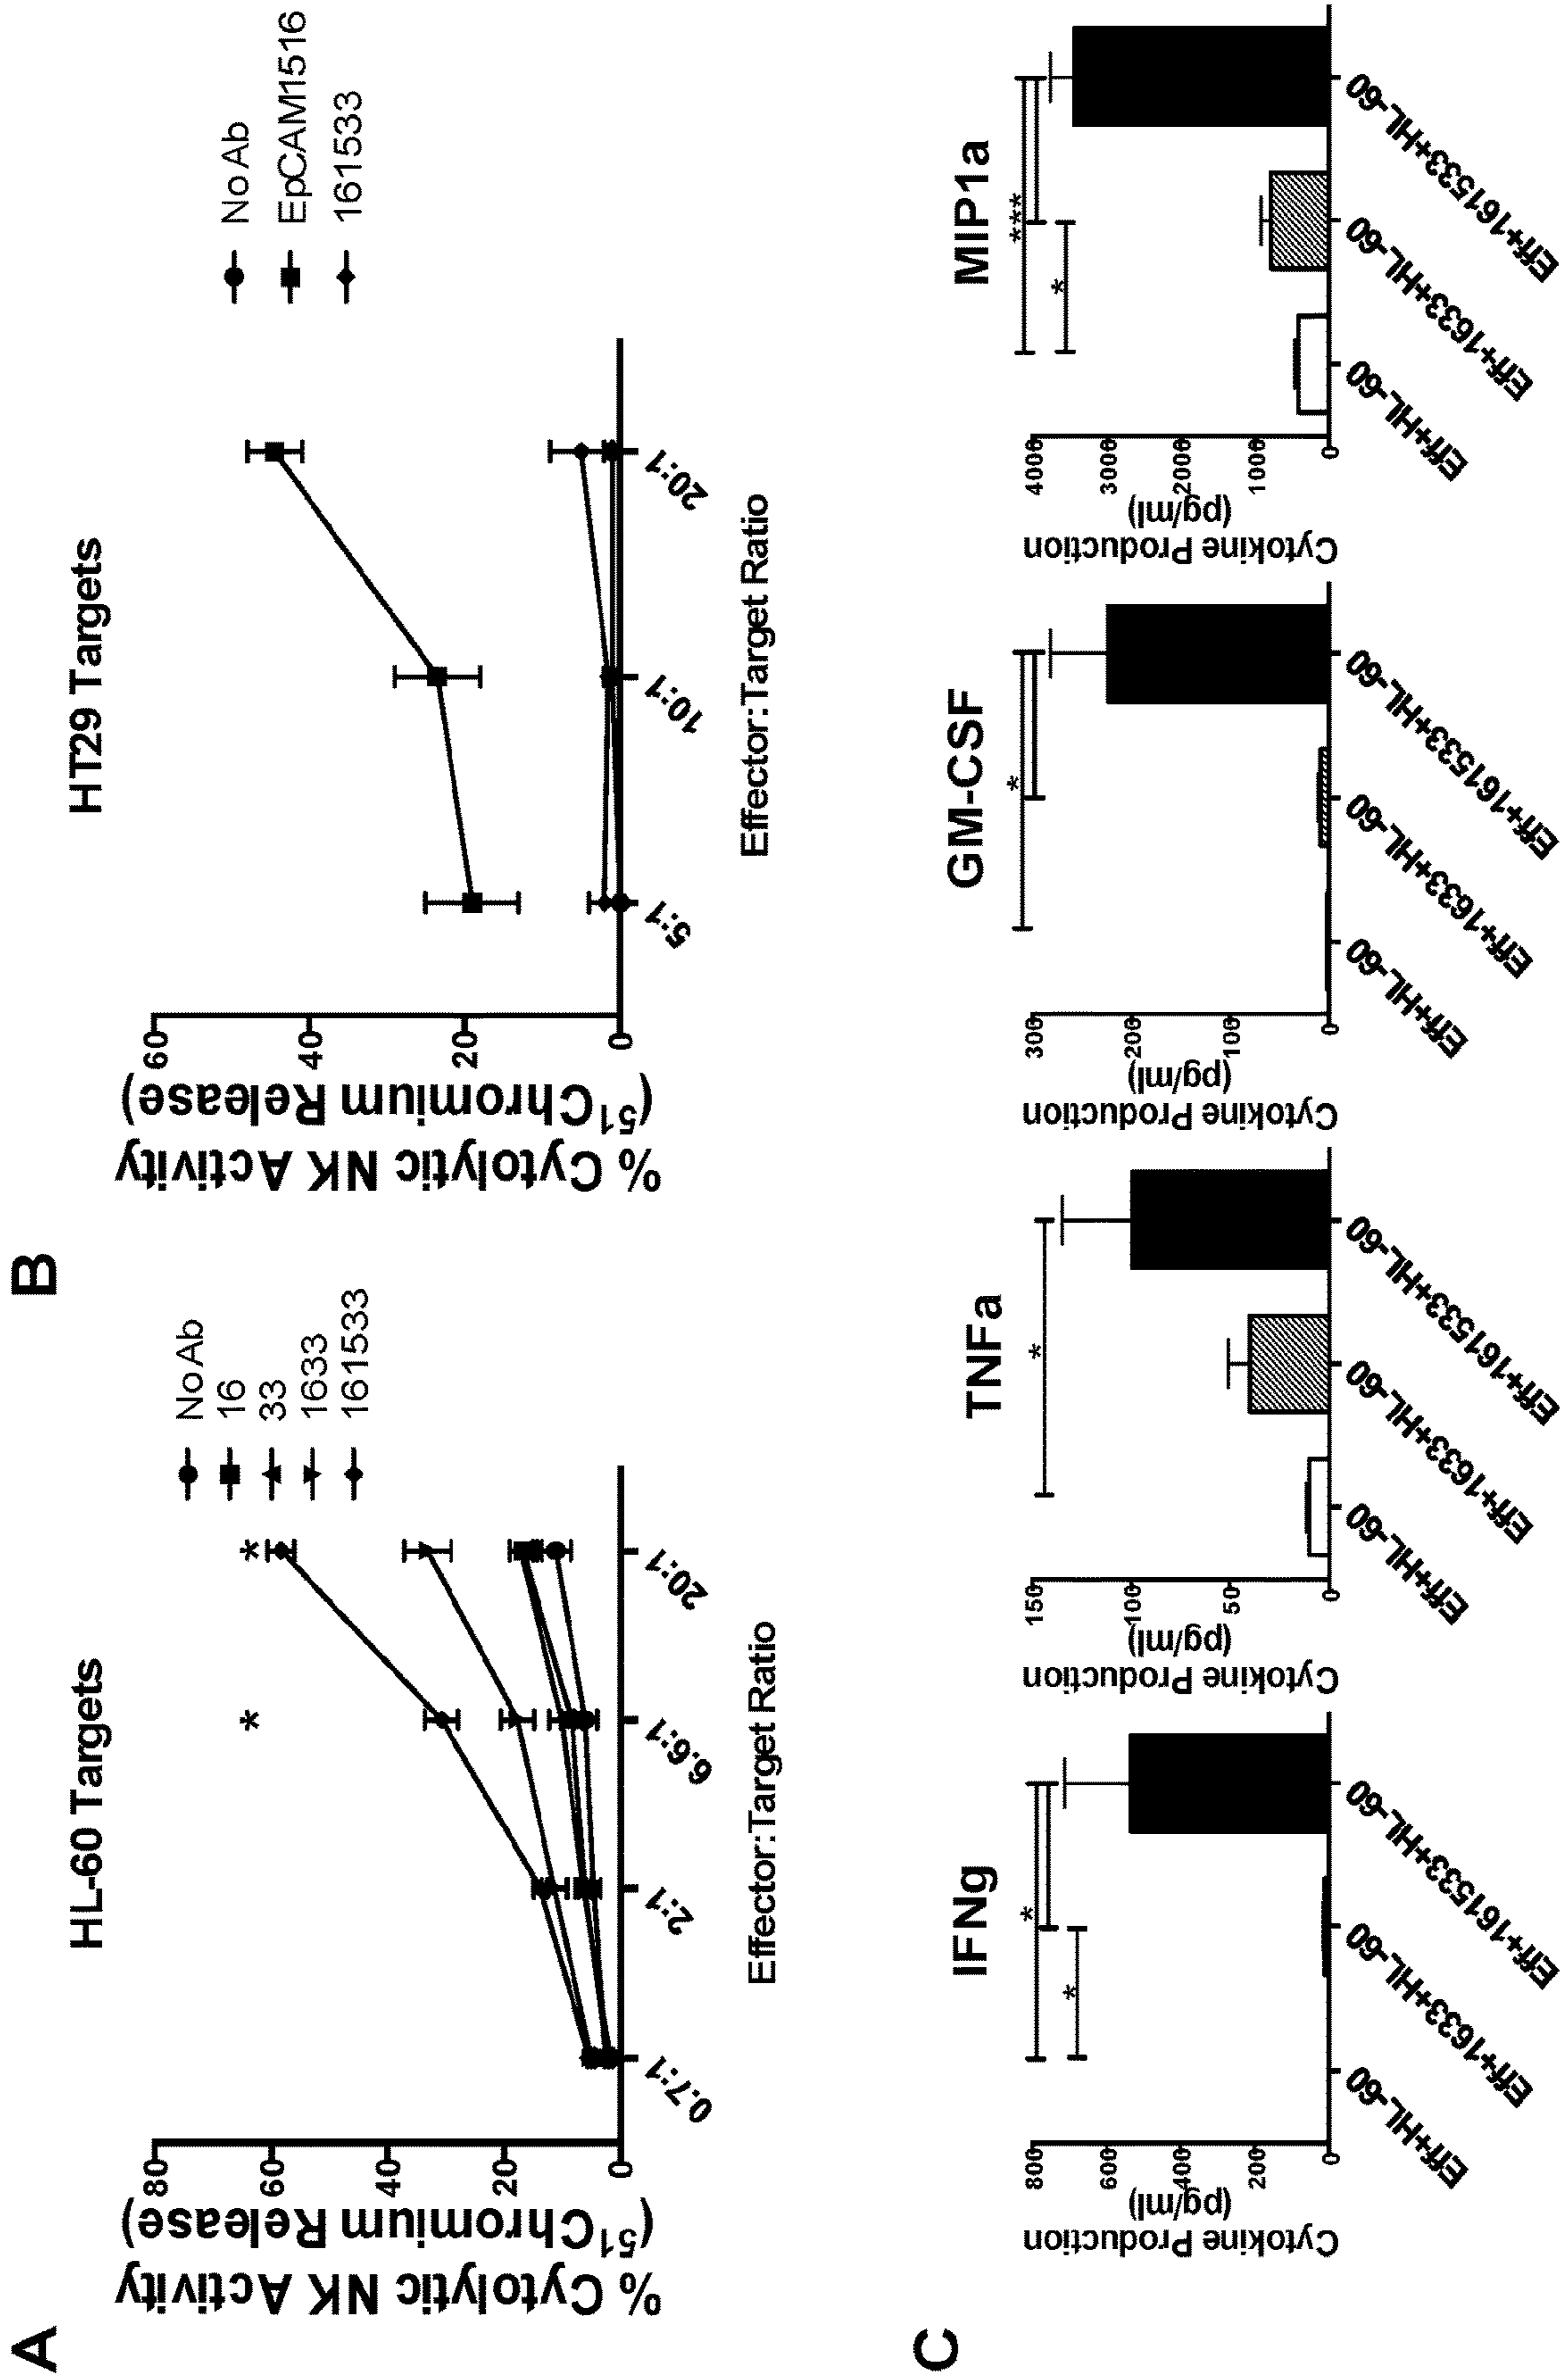 A
HL-60 Targets
% Cytolytic NK Activity
(51Chromium Release)
80
60
40
20
0
0.7:1
2:1
6.6:1
20:1
Effector:Target Ratio
*
*
No Ab
16
33
1633
161533
B
HT29 Targets
% Cytolytic NK Activity
(51Chromium Release)
60
40
20
0
5:1
10:1
20:1
Effector:Target Ratio
No Ab
EpCAM1516
161533
C
IFNg
Cytokine Production
(pg/ml)
800
600
400
200
0
*
*
Eff+HL-60
Eff+1633+HL-60
Eff+161533+HL-60
TNFa
Cytokine Production
(pg/ml)
150
100
50
0
*
Eff+HL-60
Eff+1633+HL-60
Eff+161533+HL-60
GM-CSF
Cytokine Production
(pg/ml)
300
200
100
0
*
Eff+HL-60
Eff+1633+HL-60
Eff+161533+HL-60
MIP1a
Cytokine Production
(pg/ml)
4000
3000
2000
1000
0
***
*
Eff+HL-60
Eff+1633+HL-60
Eff+161533+HL-60